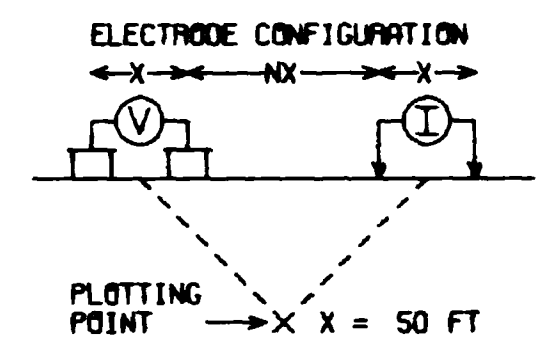 ELECTRODE CONFIGURATION
X NX X
V I
PLOTTING
POINT X X = 50 FT